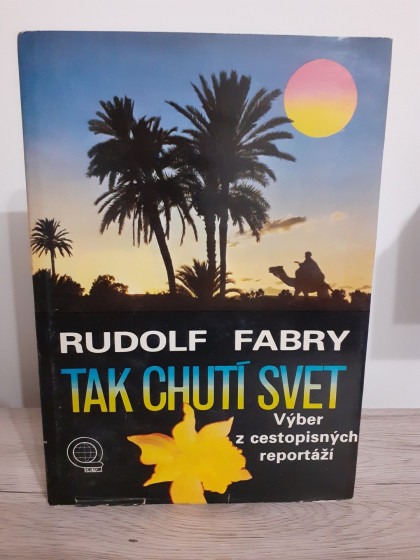 RUDOLF FABRY
TAK CHUTÍ SVET
Výber
z cestopisných
reportáží